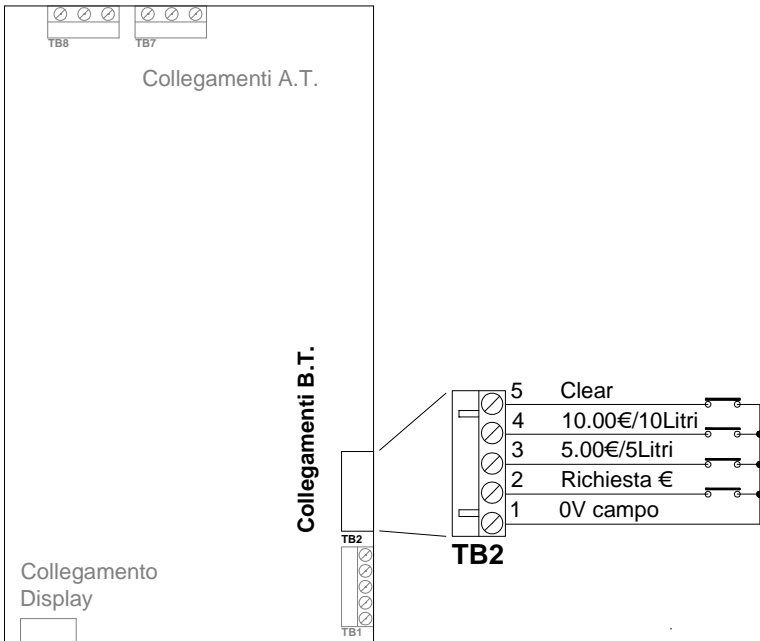 TB8
TB7
Collegamenti A.T.
Collegamenti B.T.
5 Clear
4 10.00€/10Litri
3 5.00€/5Litri
2 Richiesta €
1 0V campo
TB2
TB2
Collegamento
Display
TB1